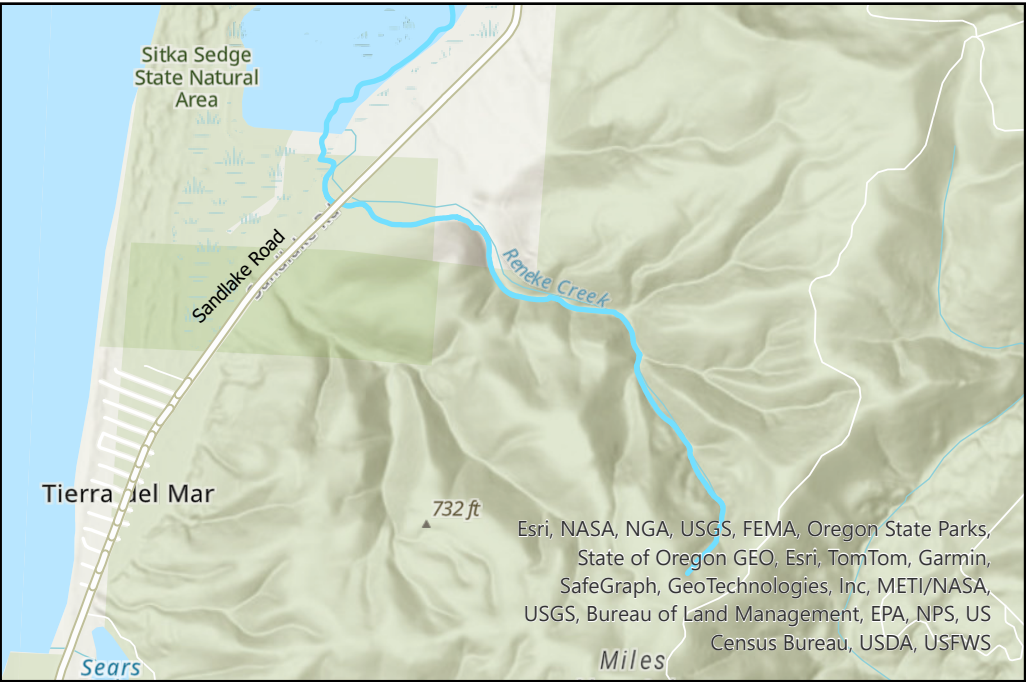 Sitka Sedge
State Natural
Area
Sandlake Road
Reneke Creek
Tierra del Mar
732 ft
Esri, NASA, NGA, USGS, FEMA, Oregon State Parks,
State of Oregon GEO, Esri, TomTom, Garmin,
SafeGraph, GeoTechnologies, Inc, METI/NASA,
USGS, Bureau of Land Management, EPA, NPS, US
Census Bureau, USDA, USFWS
Miles
Sears